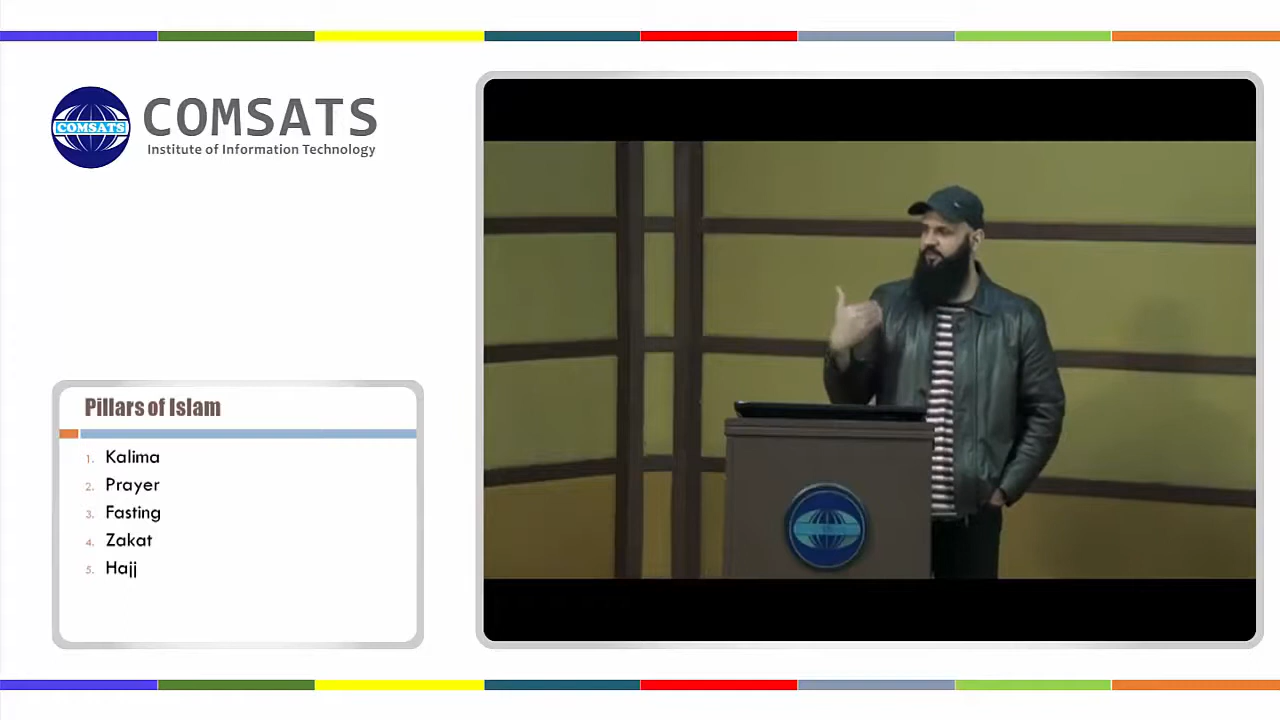 COMSATS
COMSATS
Institute of Information Technology
Pillars of Islam
1. Kalima
2. Prayer
3. Fasting
4. Zakat
5. Hajj